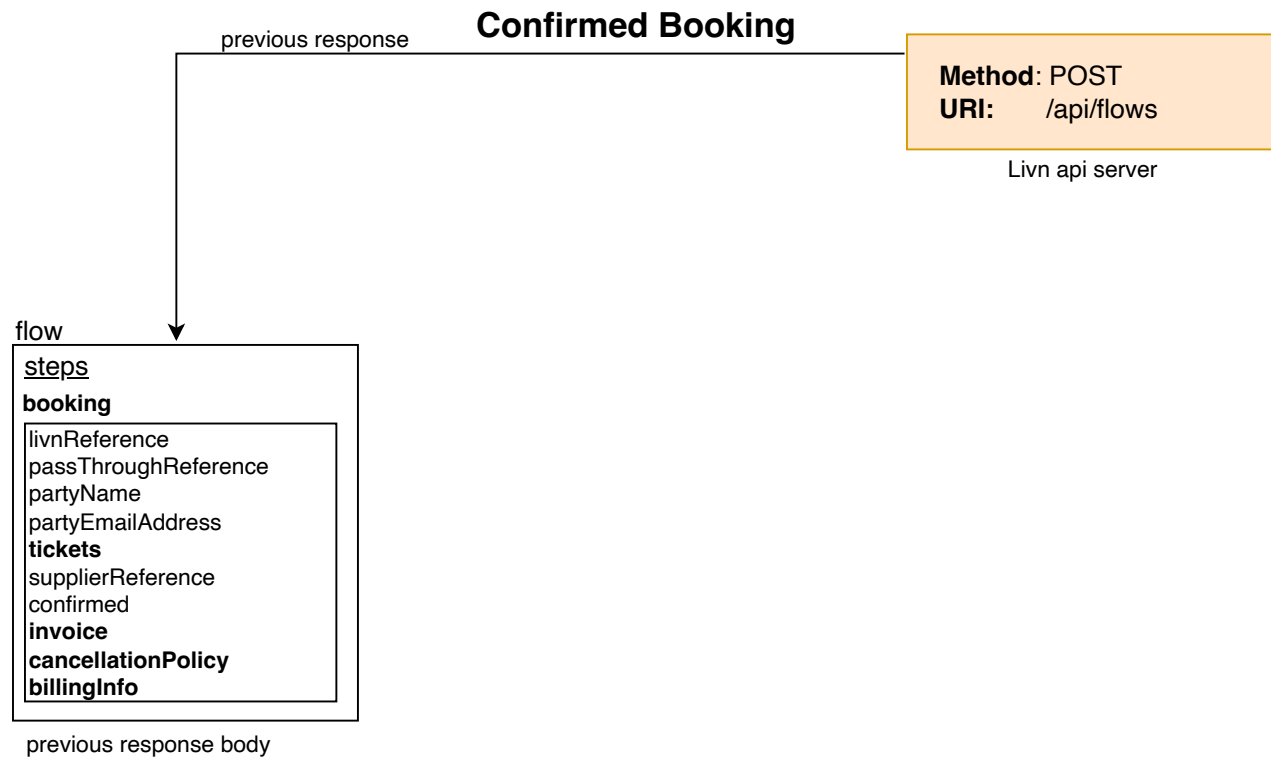 Confirmed Booking
previous response
Method: POST
URI: /api/flows
Livn api server
flow
steps
booking
livnReference
passThroughReference
partyName
partyEmailAddress
tickets
supplierReference
confirmed
invoice
cancellationPolicy
billingInfo
previous response body